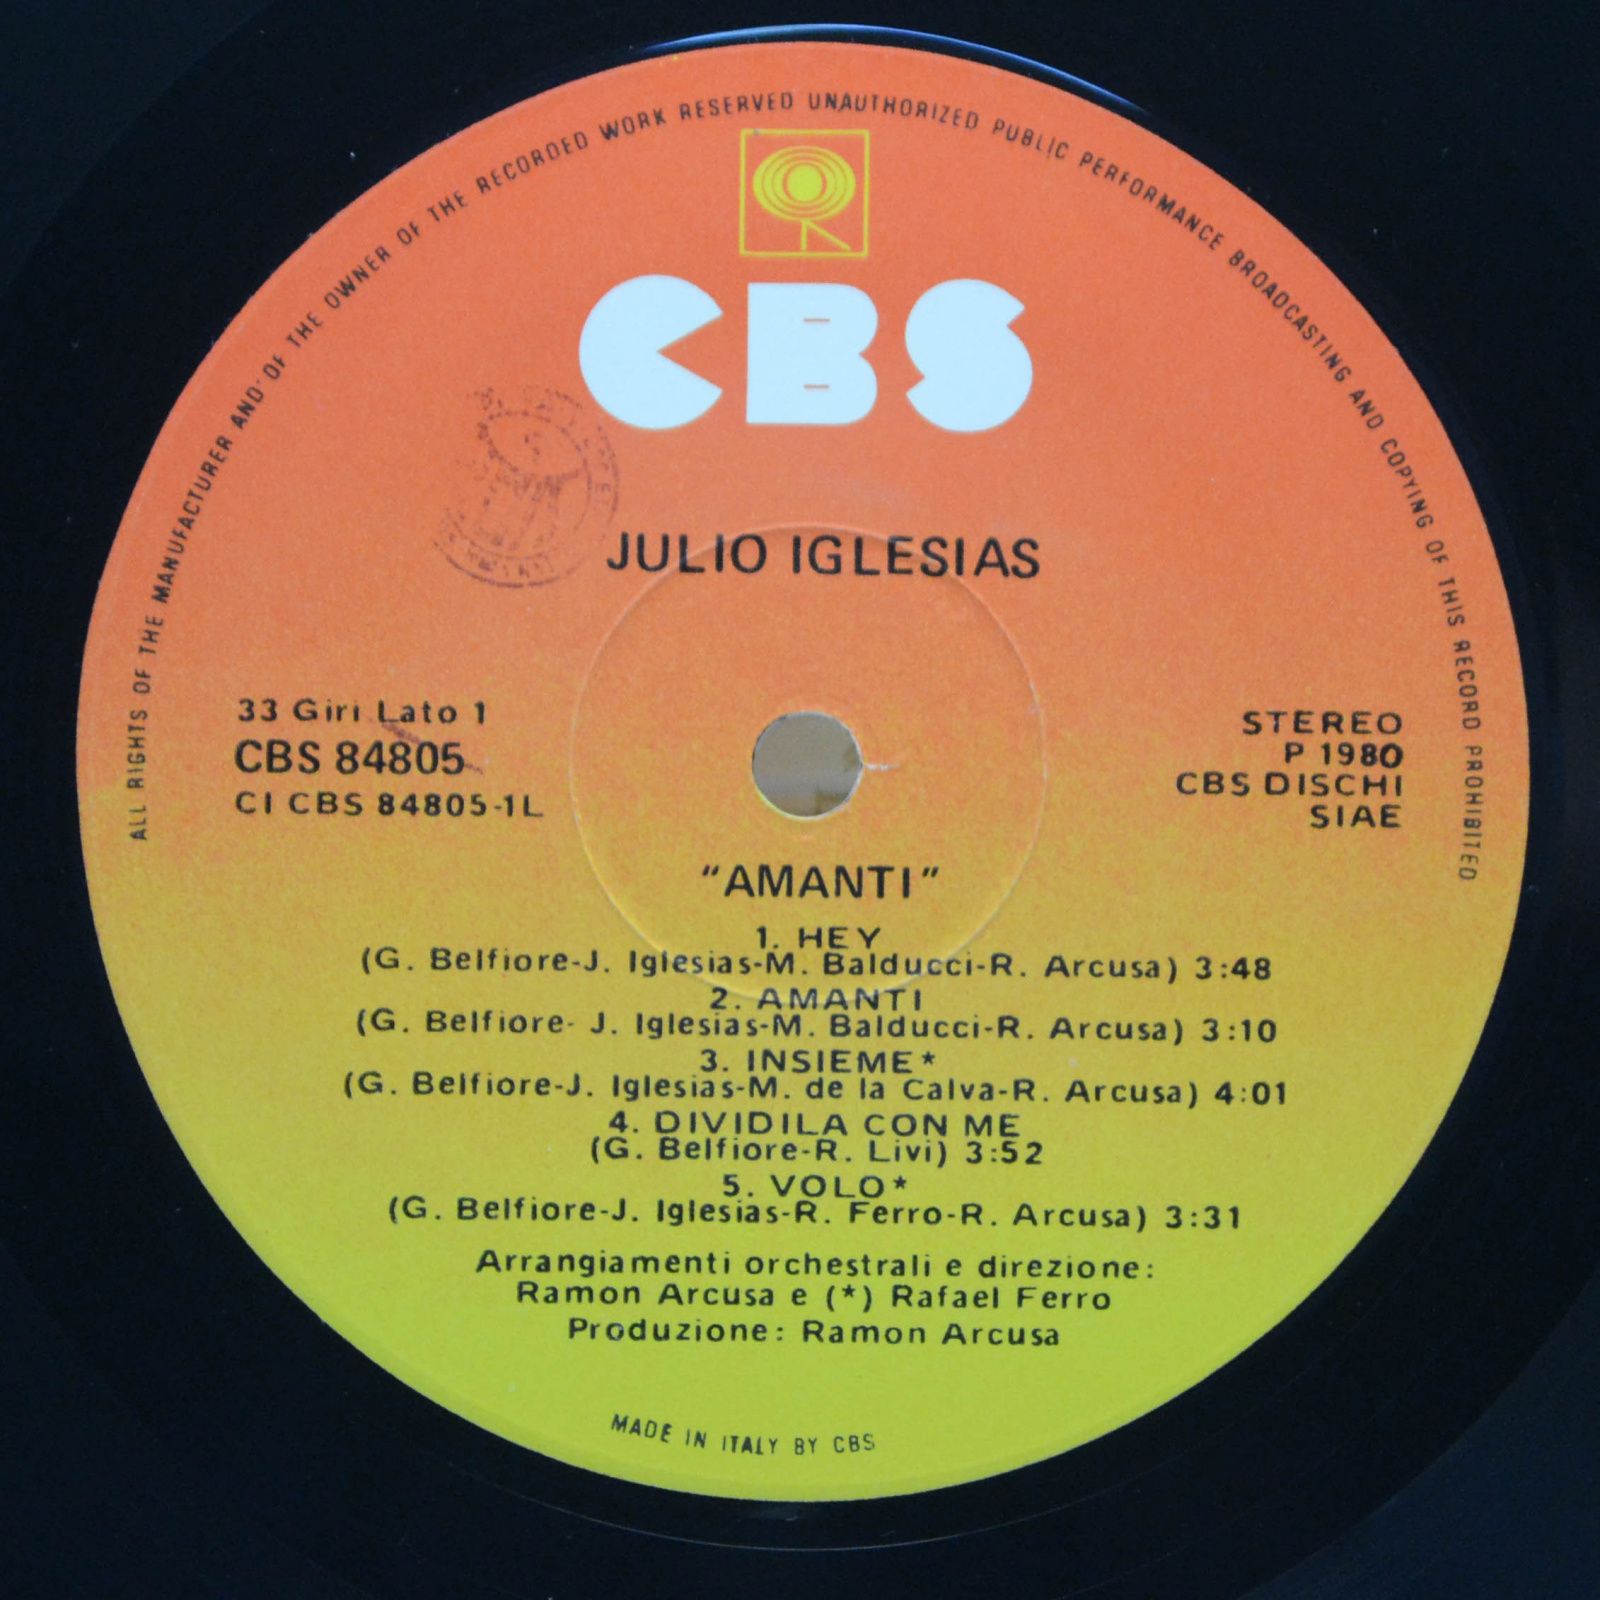 ALL RIGHTS OF THE MANUFACTURER AND OF THE OWNER OF THE RECORDED WORK RESERVED UNAUTHORIZED PUBLIC PERFORMANCE BROADCASTING AND COPYING OF THIS RECORD PROHIBITED
CBS
JULIO IGLESIAS
33 Giri Lato 1
CBS 84805
CI CBS 84805-1L
STEREO
P 1980
CBS DISCHI
SIAE
"AMANTI"
1. HEY
(G. Belfiore-J. Iglesias-M. Balducci-R. Arcusa) 3:48
2. AMANTI
(G. Belfiore- J. Iglesias-M. Balducci-R. Arcusa) 3:10
3. INSIEME*
(G. Belfiore-J. Iglesias-M. de la Calva-R. Arcusa) 4:01
4. DIVIDILA CON ME
(G. Belfiore-R. Livi) 3:52
5. VOLO*
(G. Belfiore-J. Iglesias-R. Ferro-R. Arcusa) 3:31
Arrangiamenti orchestrali e direzione:
Ramon Arcusa e (*) Rafael Ferro
Produzione: Ramon Arcusa
MADE IN ITALY BY CBS